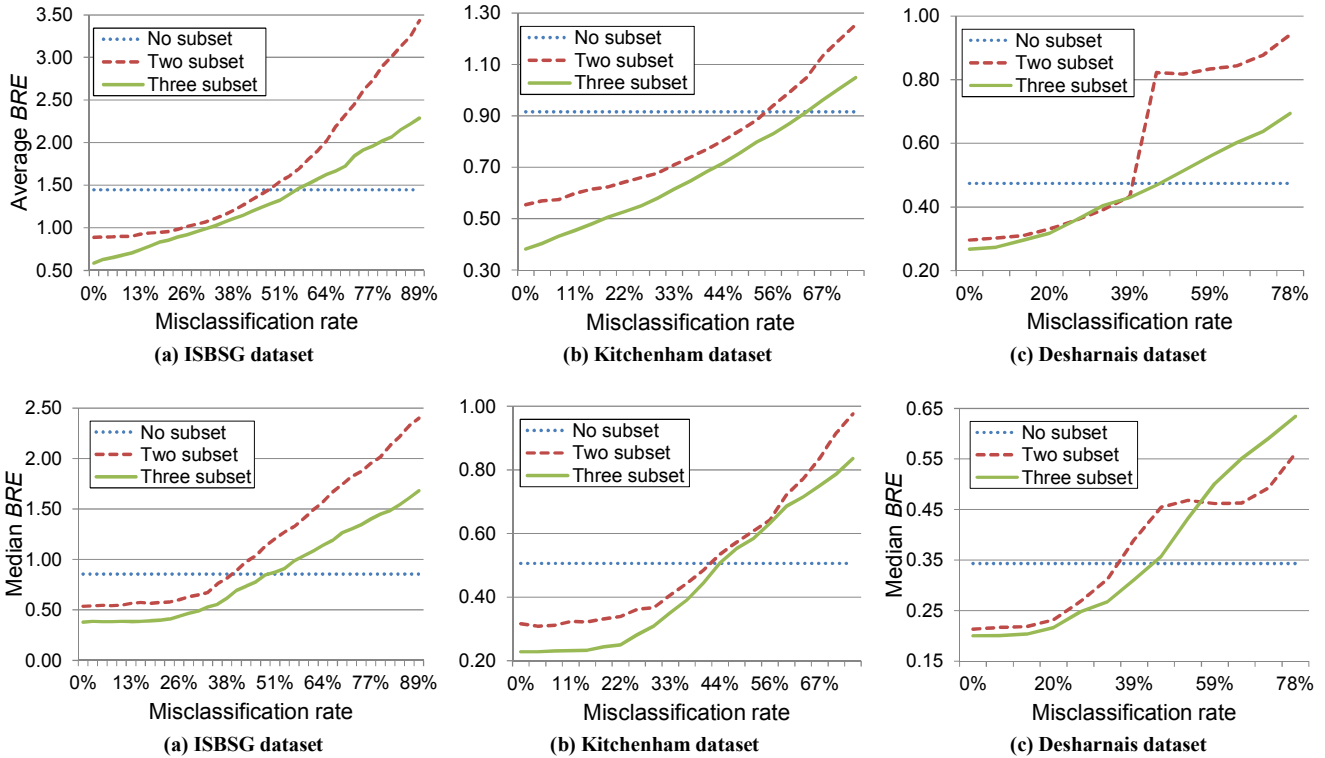 Average BRE
3.50
3.00
2.50
2.00
1.50
1.00
0.50
No subset
Two subset
Three subset
0% 13% 26% 38% 51% 64% 77% 89%
Misclassification rate
(a) ISBSG dataset
1.30
1.10
0.90
0.70
0.50
0.30
No subset
Two subset
Three subset
0% 11% 22% 33% 44% 56% 67%
Misclassification rate
(b) Kitchenham dataset
1.00
0.80
0.60
0.40
0.20
No subset
Two subset
Three subset
0% 20% 39% 59% 78%
Misclassification rate
(c) Desharnais dataset
Median BRE
2.50
2.00
1.50
1.00
0.50
0.00
No subset
Two subset
Three subset
0% 13% 26% 38% 51% 64% 77% 89%
Misclassification rate
(a) ISBSG dataset
1.00
0.80
0.60
0.40
0.20
No subset
Two subset
Three subset
0% 11% 22% 33% 44% 56% 67%
Misclassification rate
(b) Kitchenham dataset
Median BRE
0.65
0.55
0.45
0.35
0.25
0.15
No subset
Two subset
Three subset
0% 20% 39% 59% 78%
Misclassification rate
(c) Desharnais dataset